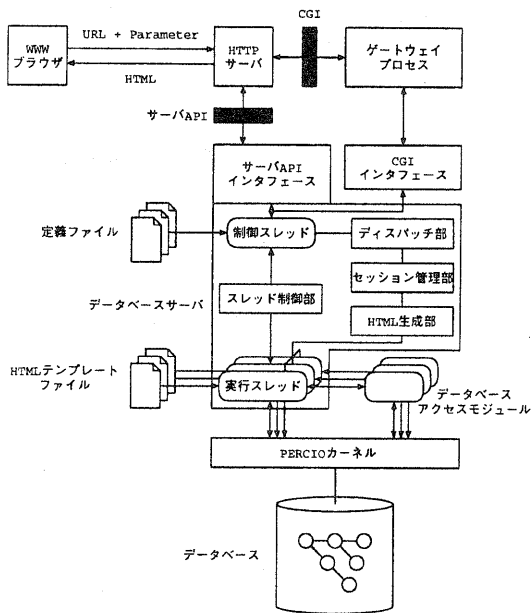 CGI
URL + Parameter
WWW
ブラウザ
HTTP
サーバ
ゲートウェイ
プロセス
HTML
サーバAPI
サーバAPI
インタフェース
CGI
インタフェース
定義ファイル
制御スレッド
ディスパッチ部
セッション管理部
スレッド制御部
データベースサーバ
HTML生成部
HTMLテンプレート
ファイル
実行スレッド
データベース
アクセスモジュール
PERCIOカーネル
データベース